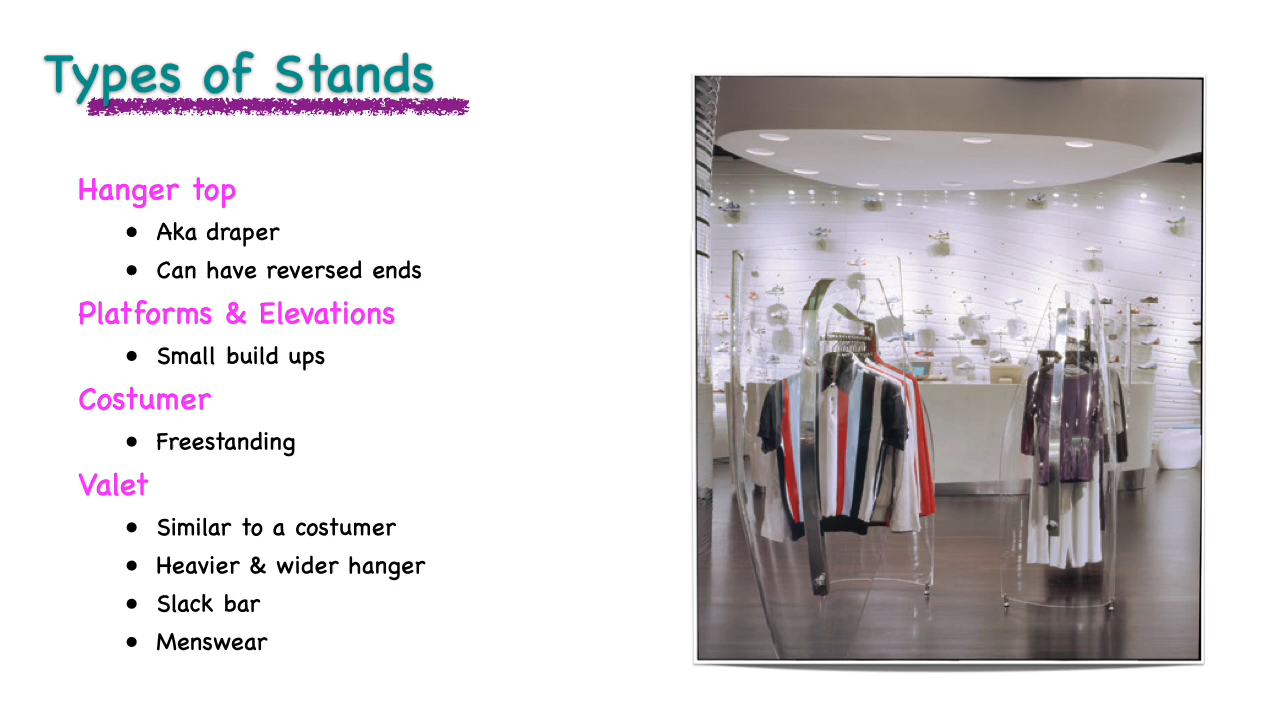 Types of Stands
Hanger top
• Aka draper
• Can have reversed ends
Platforms & Elevations
• Small build ups
Costumer
• Freestanding
Valet
• Similar to a costumer
• Heavier & wider hanger
• Slack bar
• Menswear